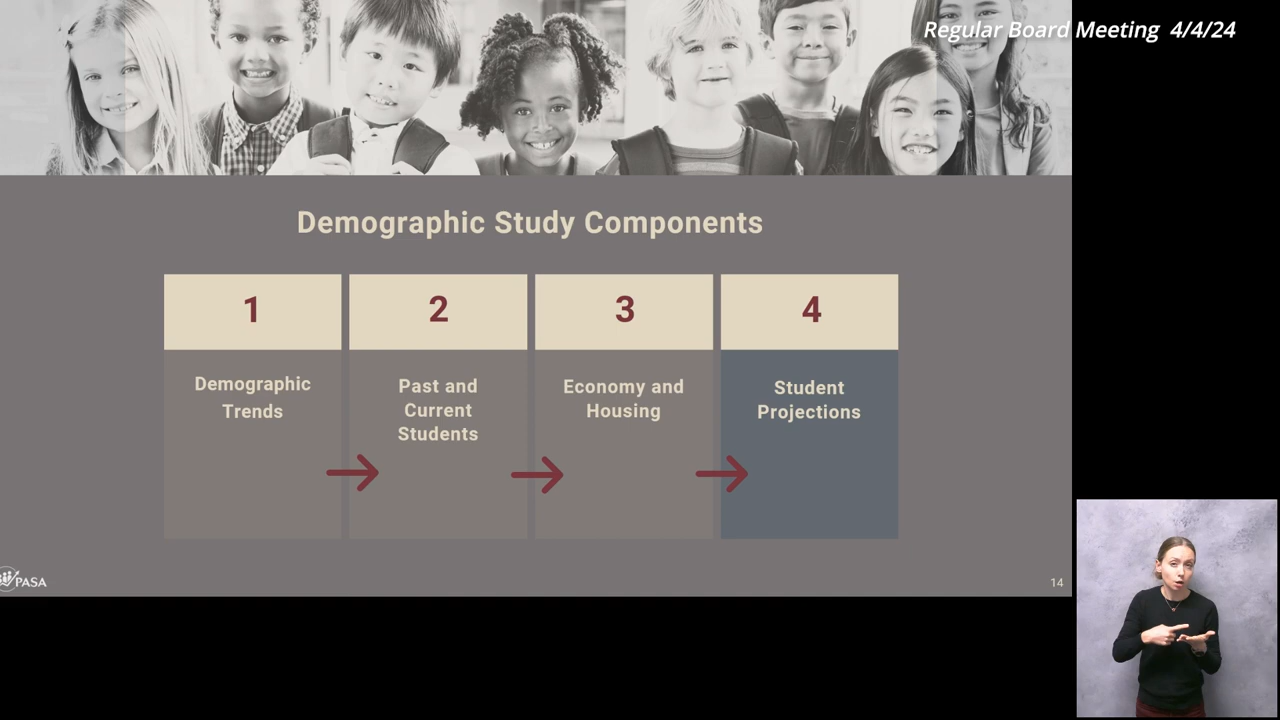 Regular Board Meeting 4/4/24
Demographic Study Components
1
Demographic
Trends
2
Past and
Current
Students
3
Economy and
Housing
4
Student
Projections
PASA
14